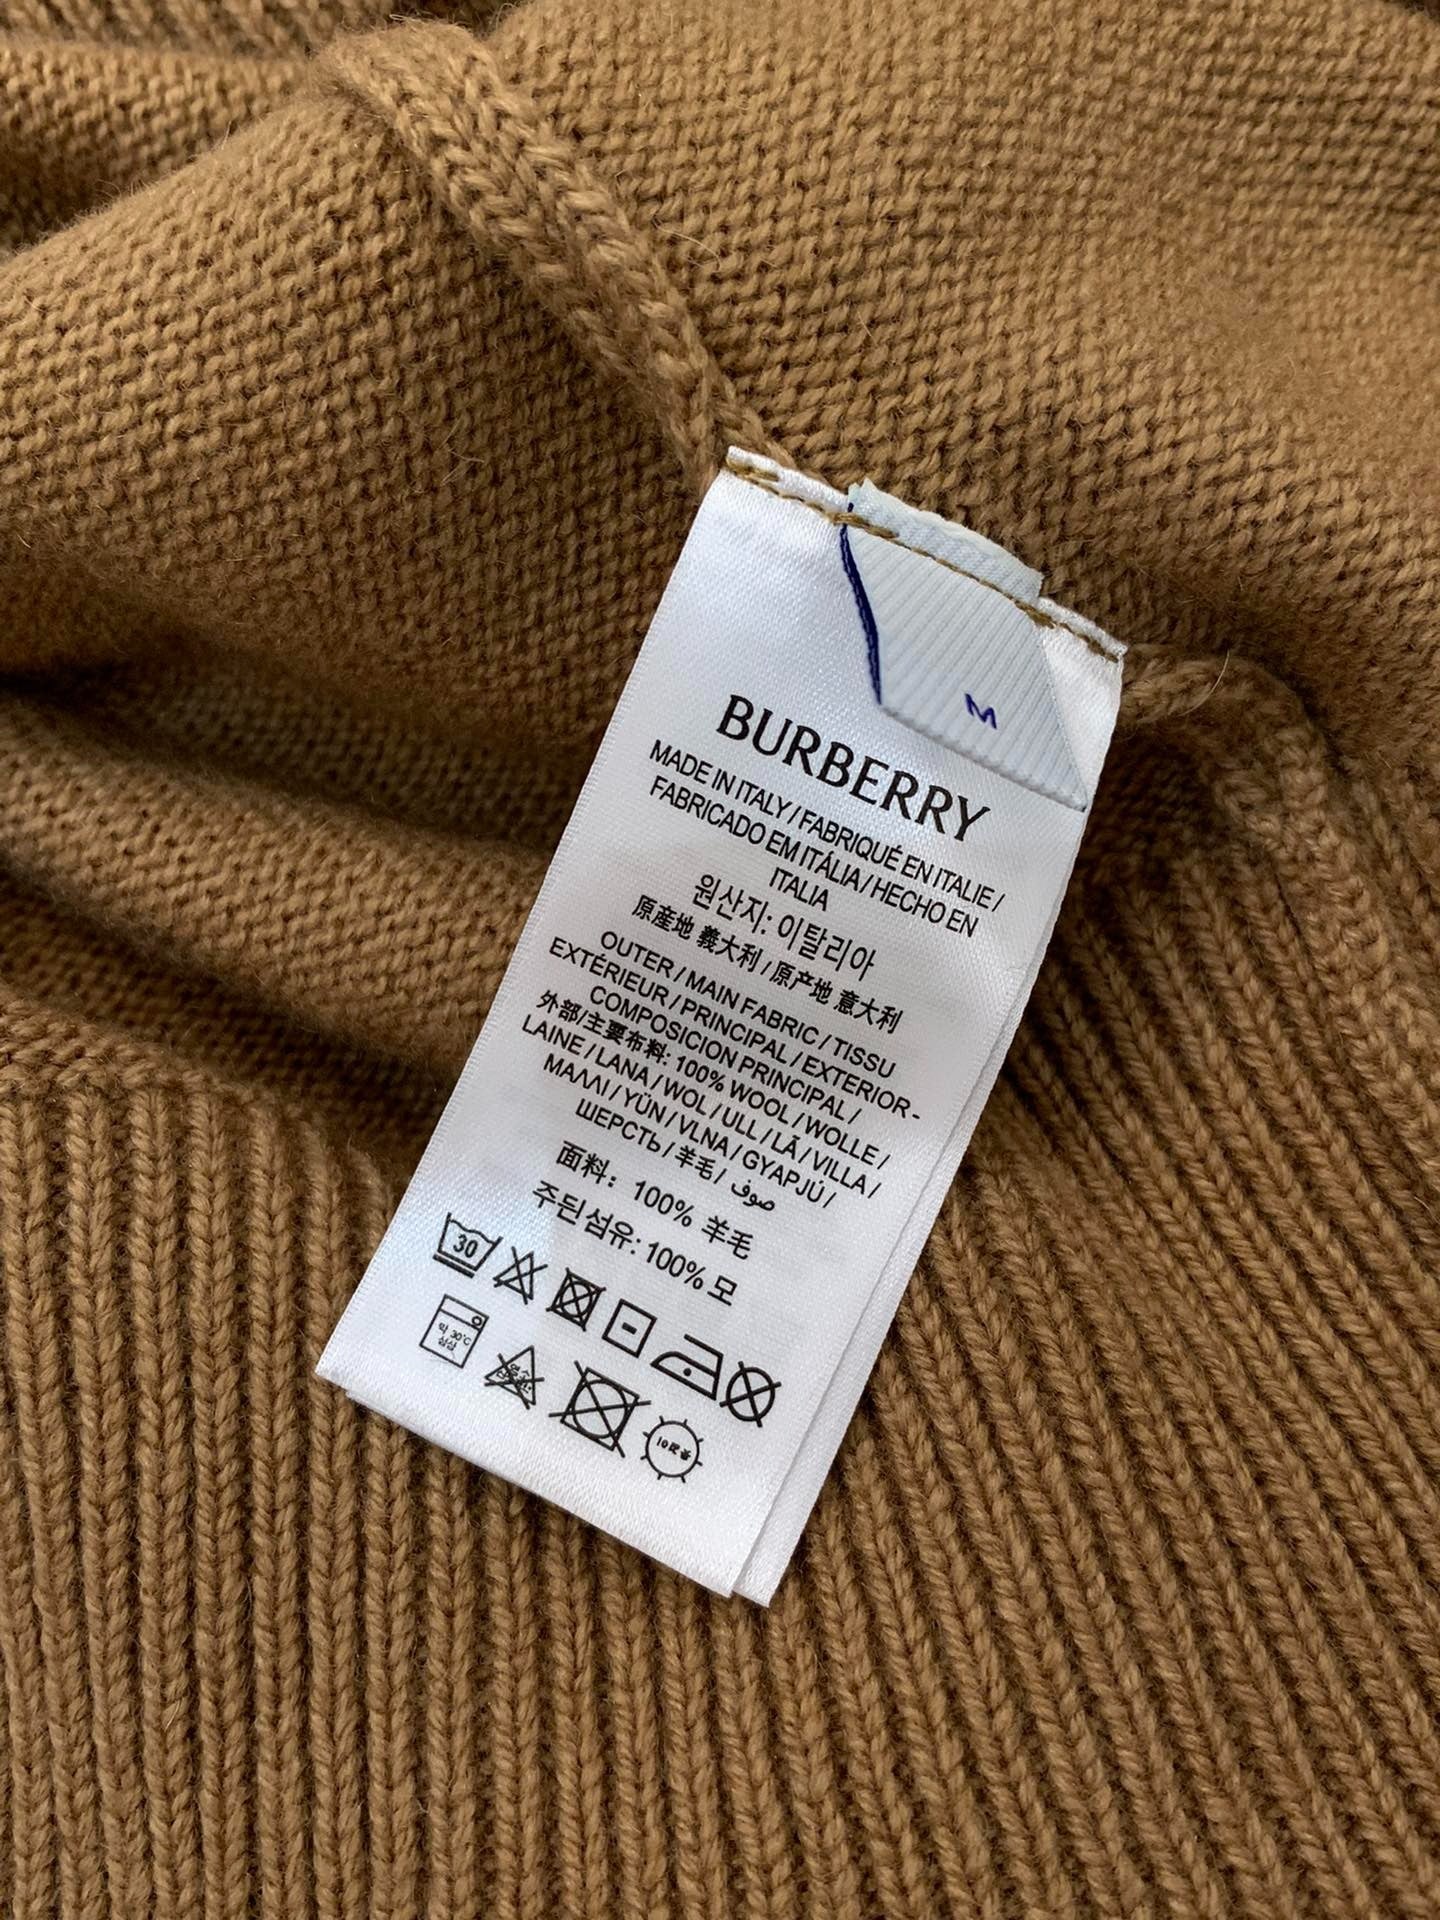 M
BURBERRY
MADE IN ITALY / FABRIQUÉ EN ITALIE /
FABRICADO EM ITÁLIA / HECHO EN
ITALIA
원산지: 이탈리아
原産地 義大利 / 原产地 意大利
OUTER / MAIN FABRIC / TISSU
EXTÉRIEUR / PRINCIPAL / EXTERIOR -
COMPOSICION PRINCIPAL /
外部/主要布料: 100% WOOL / WOLLE /
LAINE / LANA / WOL / ULL / LÃ / VILLA /
ΜΑΛΛΙ / YÜN / VLNA / GYAPJÚ /
ШЕРСТЬ / 羊毛 / صوف
面料: 100% 羊毛
주된섬유: 100% 모
30
약 30°C